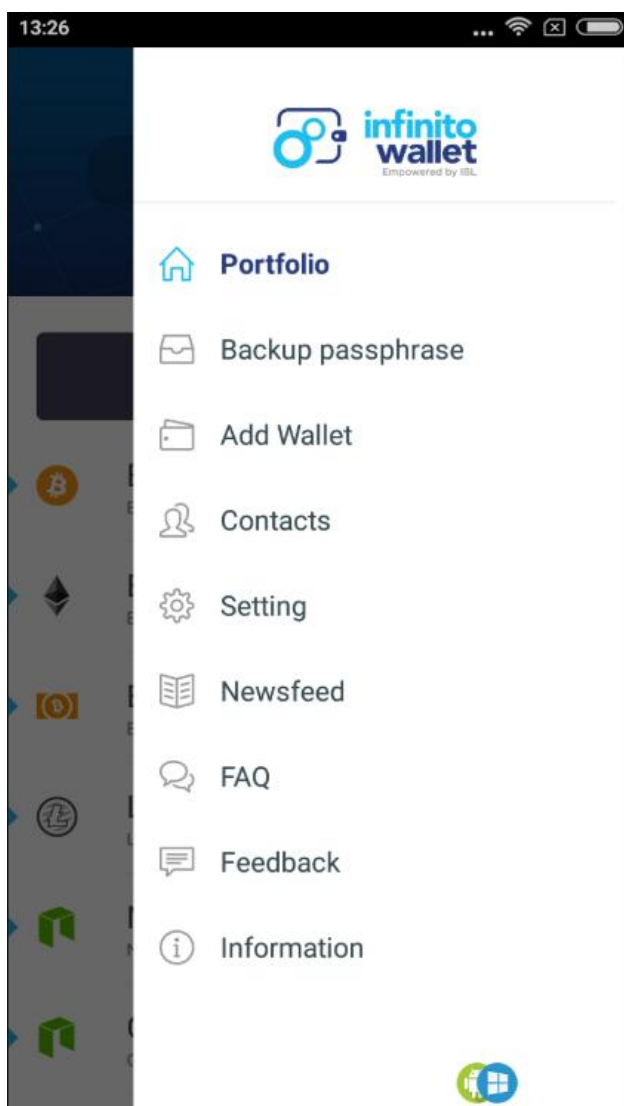 13:26
infinito
wallet
Empowered by IBL
Portfolio
Backup passphrase
Add Wallet
Contacts
Setting
Newsfeed
FAQ
Feedback
Information